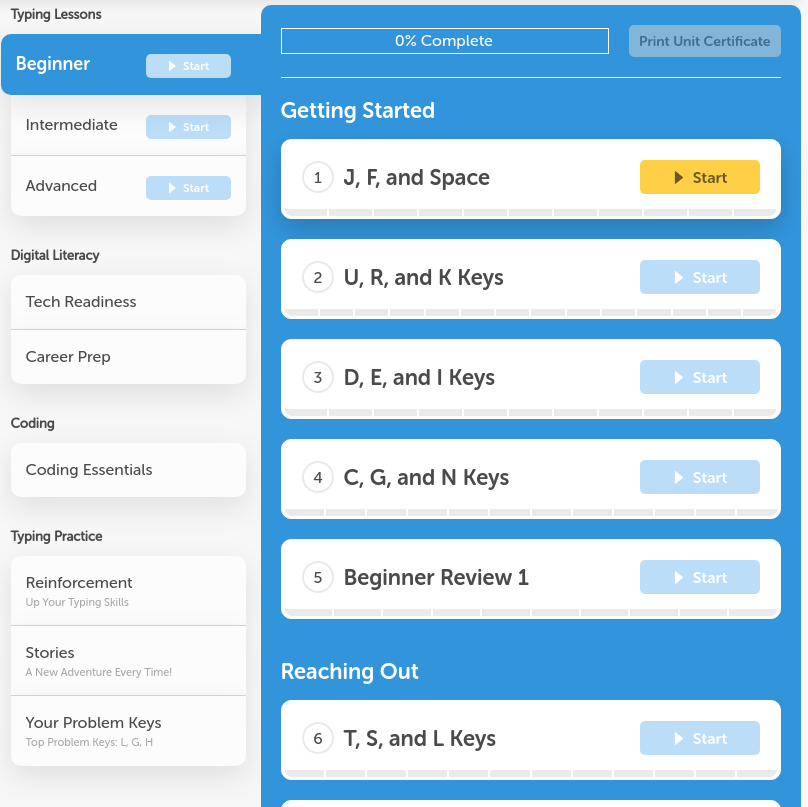 Typing Lessons
Beginner
Start
Intermediate
Start
Advanced
Start
Digital Literacy
Tech Readiness
Career Prep
Coding
Coding Essentials
Typing Practice
Reinforcement
Up Your Typing Skills
Stories
A New Adventure Every Time!
Your Problem Keys
Top Problem Keys: L, G, H
0% Complete
Print Unit Certificate
Getting Started
1 J, F, and Space Start
2 U, R, and K Keys Start
3 D, E, and I Keys Start
4 C, G, and N Keys Start
5 Beginner Review 1 Start
Reaching Out
6 T, S, and L Keys Start